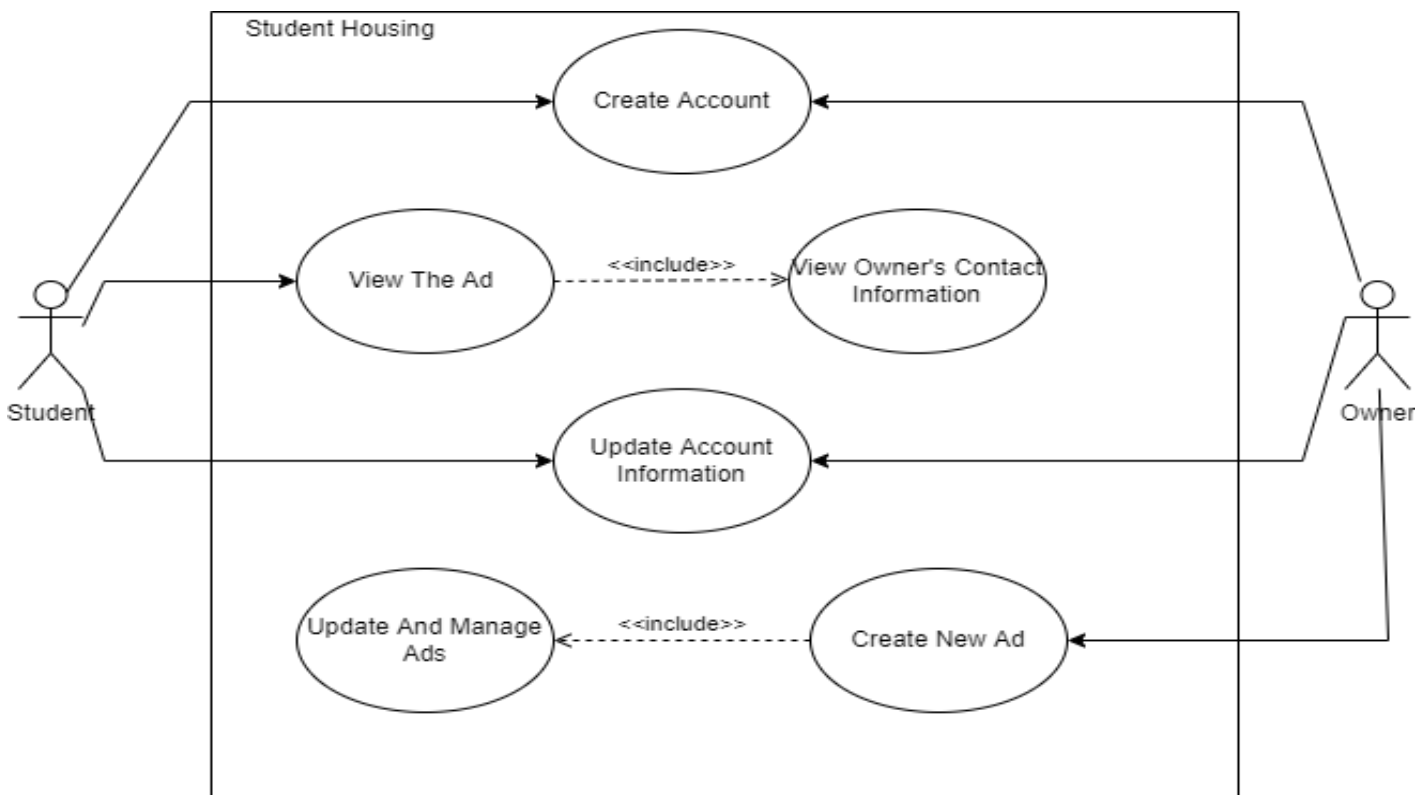 Student Housing
Create Account
View The Ad
<<include>>
View Owner's Contact
Information
Student
Owner
Update Account
Information
Update And Manage
Ads
<<include>>
Create New Ad